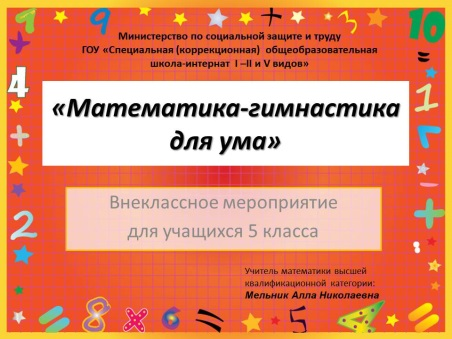 Министерство по социальной защите и труду
ГОУ «Специальная (коррекционная) общеобразовательная
школа-интернат I –II и V видов»
«Математика-гимнастика
для ума»
Внеклассное мероприятие
для учащихся 5 класса
Учитель математики высшей
квалификационной категории:
Мельник Алла Николаевна